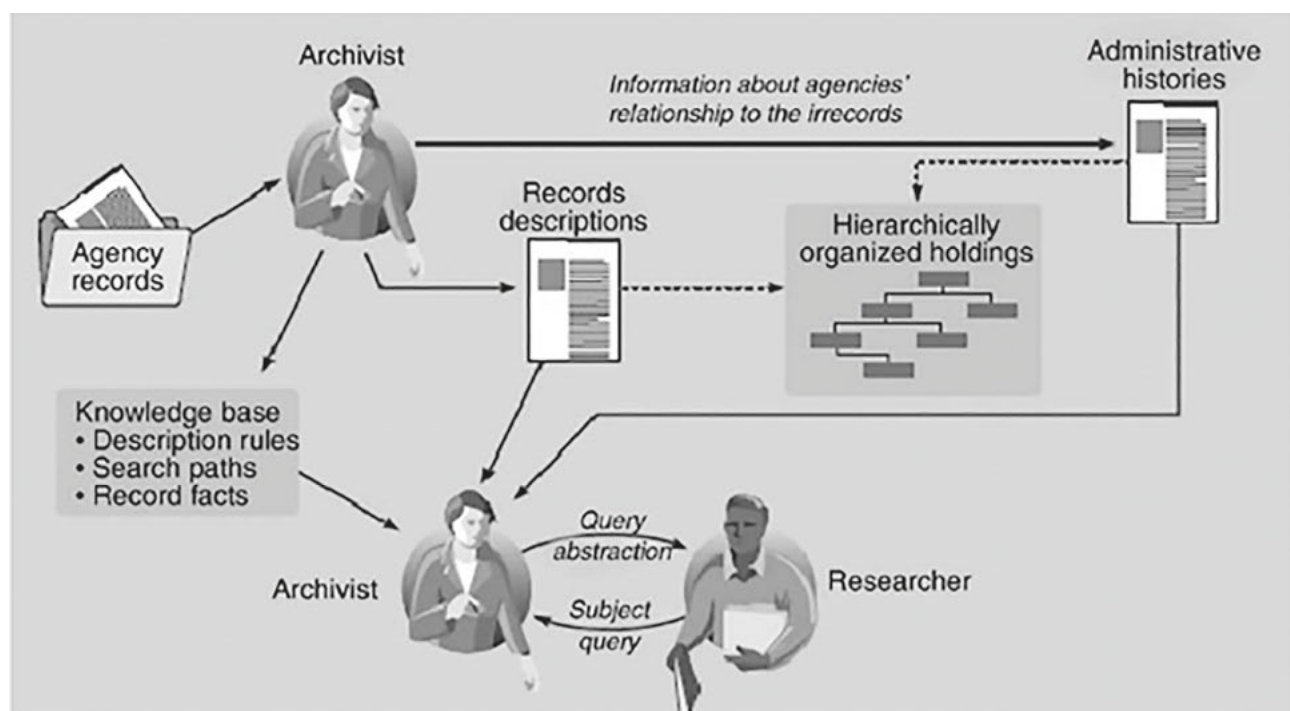 Archivist
Information about agencies'
relationship to the irrecords
Administrative
histories
Agency
records
Records
descriptions
Hierarchically
organized holdings
Knowledge base
• Description rules
• Search paths
• Record facts
Archivist
Query
abstraction
Subject
query
Researcher